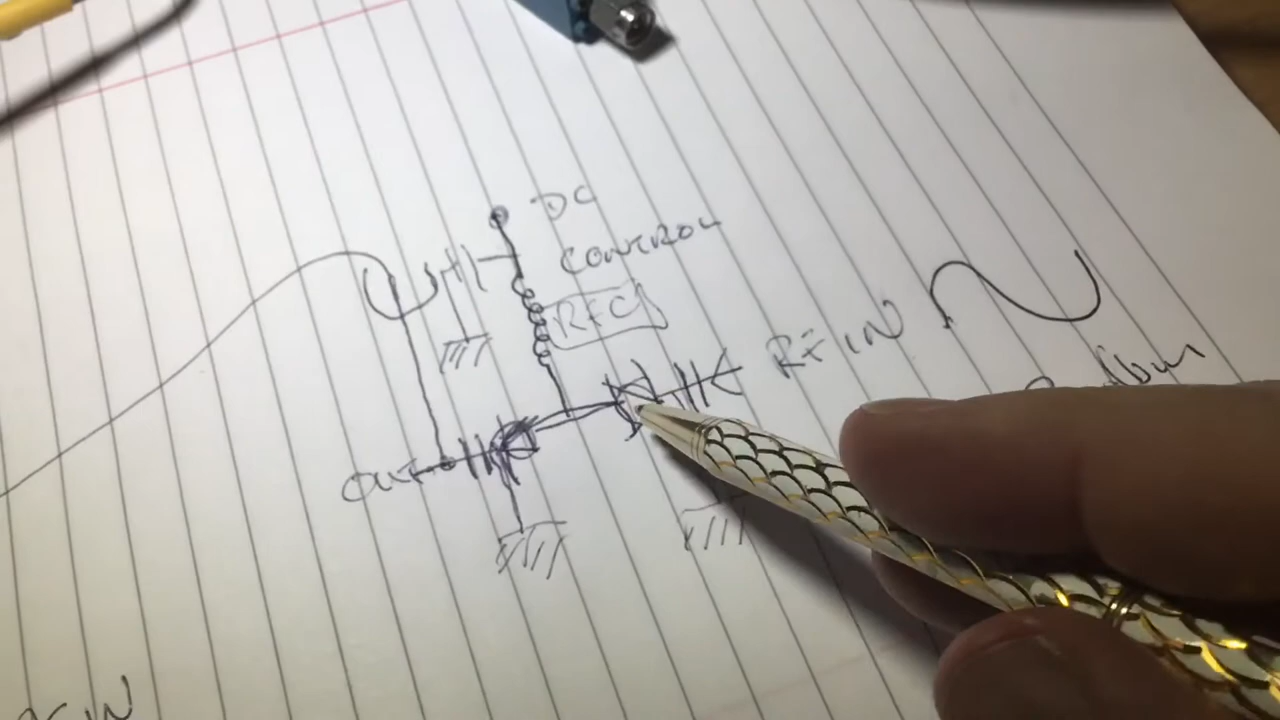 DC
CONTROL
RFC
RF IN
OUT